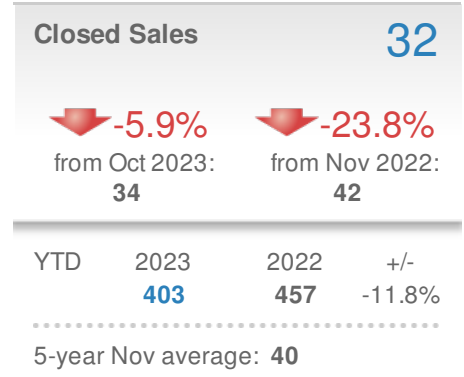 Closed Sales 32
-5.9% -23.8%
from Oct 2023: from Nov 2022:
34 42
YTD 2023 2022 +/-
403 457 -11.8%
5-year Nov average: 40